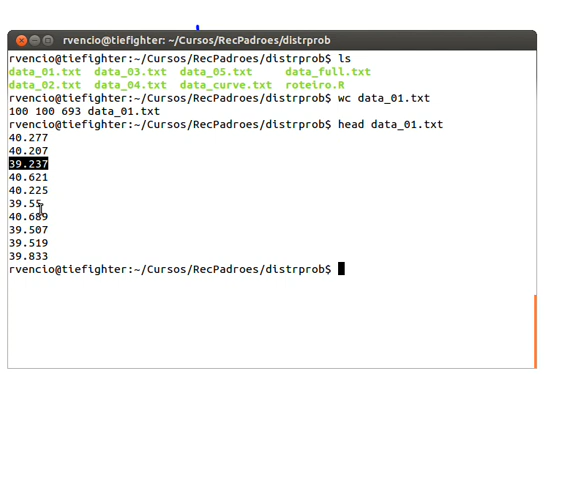 rvencio@tiefighter: ~/Cursos/RecPadroes/distrprob
rvencio@tiefighter:~/Cursos/RecPadroes/distrprob$ ls
data_01.txt  data_03.txt  data_05.txt     data_full.txt
data_02.txt  data_04.txt  data_curve.txt  roteiro.R
rvencio@tiefighter:~/Cursos/RecPadroes/distrprob$ wc data_01.txt
100 100 693 data_01.txt
rvencio@tiefighter:~/Cursos/RecPadroes/distrprob$ head data_01.txt
40.277
40.207
39.237
40.621
40.225
39.55
40.689
39.507
39.519
39.833
rvencio@tiefighter:~/Cursos/RecPadroes/distrprob$